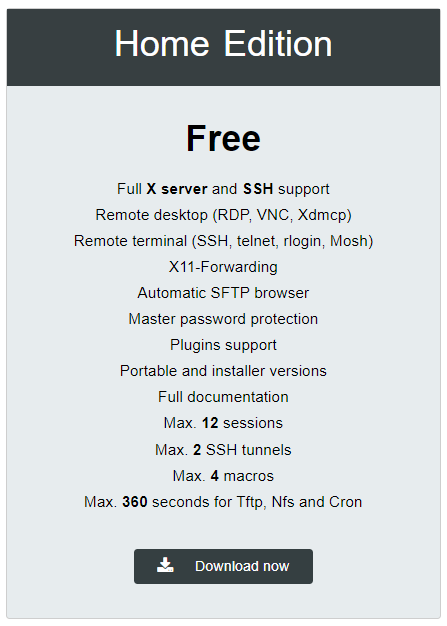 Home Edition
Free
Full X server and SSH support
Remote desktop (RDP, VNC, Xdmcp)
Remote terminal (SSH, telnet, rlogin, Mosh)
X11-Forwarding
Automatic SFTP browser
Master password protection
Plugins support
Portable and installer versions
Full documentation
Max. 12 sessions
Max. 2 SSH tunnels
Max. 4 macros
Max. 360 seconds for Tftp, Nfs and Cron
Download now